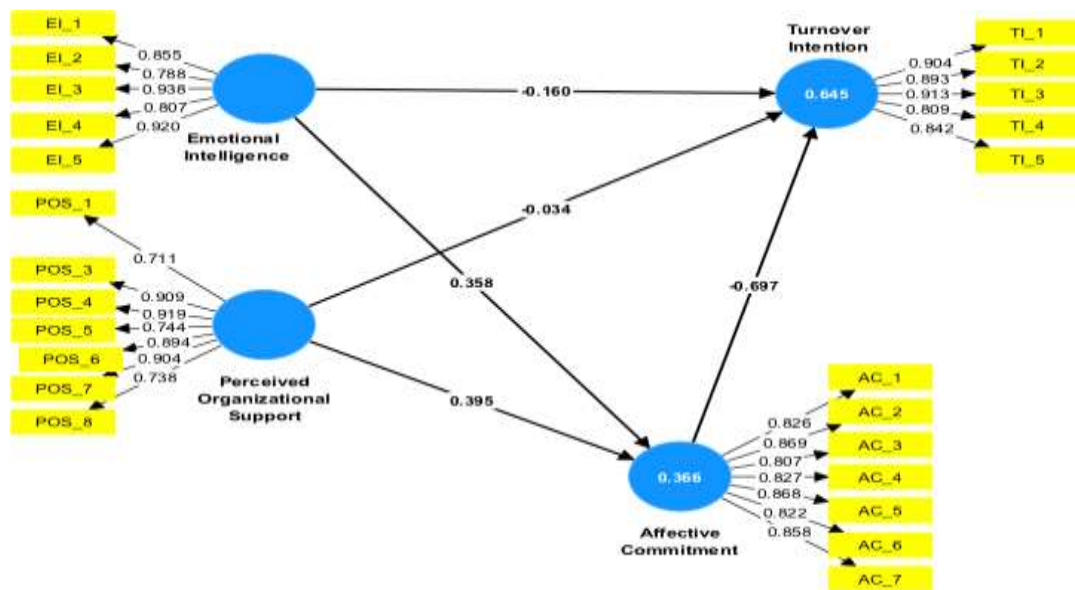 EI_1
EI_2
EI_3
EI_4
EI_5
0.855
0.788
0.938
0.807
0.920
Emotional
Intelligence
POS_1
POS_3
POS_4
POS_5
POS_6
POS_7
POS_8
0.711
0.909
0.919
0.744
0.894
0.904
0.738
Perceived
Organizational
Support
-0.160
-0.034
0.358
0.395
-0.697
Turnover
Intention
0.645
0.904
0.893
0.913
0.809
0.842
TI_1
TI_2
TI_3
TI_4
TI_5
0.366
Affective
Commitment
0.826
0.869
0.807
0.827
0.868
0.822
0.858
AC_1
AC_2
AC_3
AC_4
AC_5
AC_6
AC_7